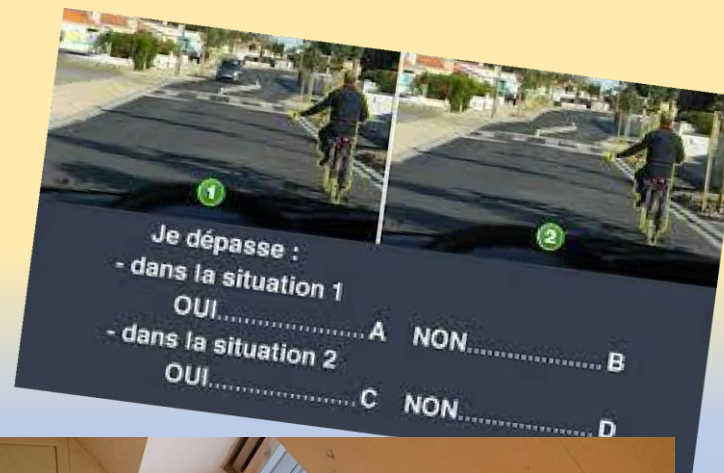 1
2
Je dépasse :
- dans la situation 1
OUI..................... A NON................... B
- dans la situation 2
OUI..................... C NON................... D